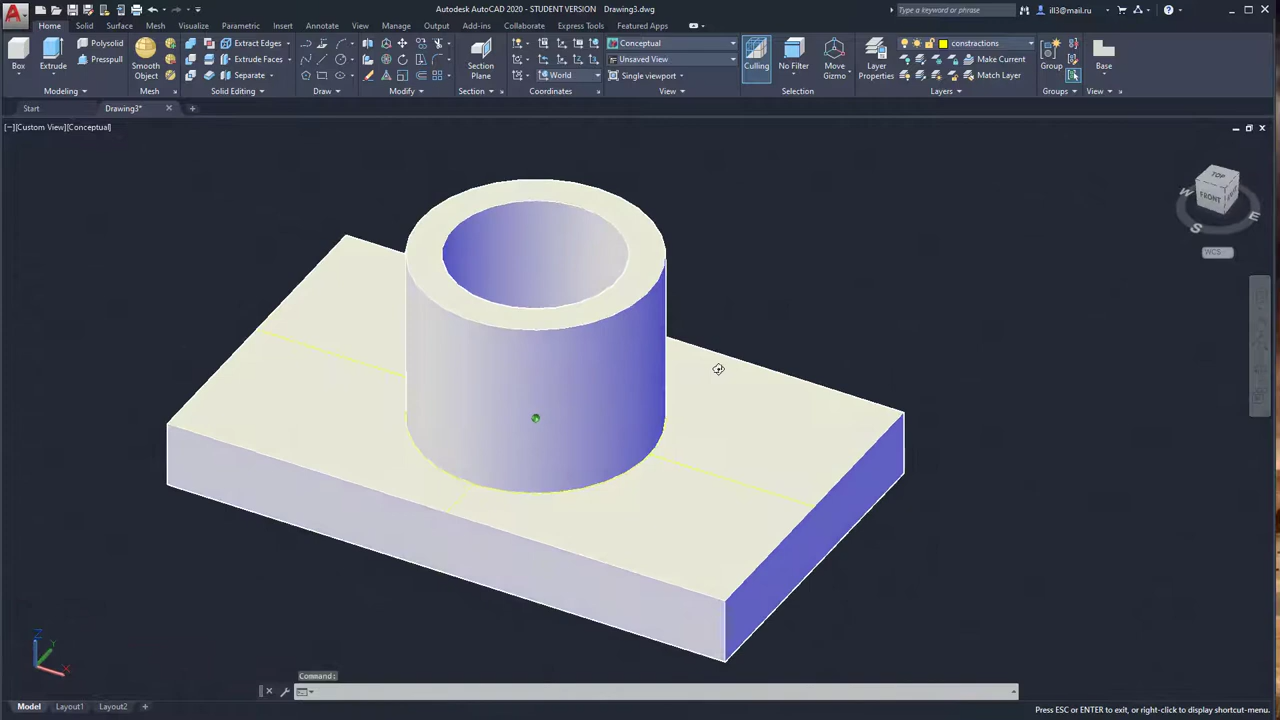 Autodesk AutoCAD 2020 - STUDENT VERSION Drawing3.dwg
Type a keyword or phrase
ill3@mail.ru
Home Solid Surface Mesh Visualize Parametric Insert Annotate View Manage Output Add-ins Collaborate Express Tools Featured Apps
Box
Extrude
Polysolid
Presspull
Modeling
Smooth
Object
Mesh
Extract Edges
Extrude Faces
Separate
Solid Editing
Draw
Modify
Section
Plane
Section
World
Coordinates
Conceptual
Unsaved View
Single viewport
View
Culling
No Filter
Move
Gizmo
Selection
Layer
Properties
constractions
Make Current
Match Layer
Layers
Group
Groups
Base
View
Start
Drawing3*
[−][Custom View][Conceptual]
TOP
FRONT
W
S
E
WCS
Z
Y
X
Command:
Model
Layout1
Layout2
Press ESC or ENTER to exit, or right-click to display shortcut-menu.